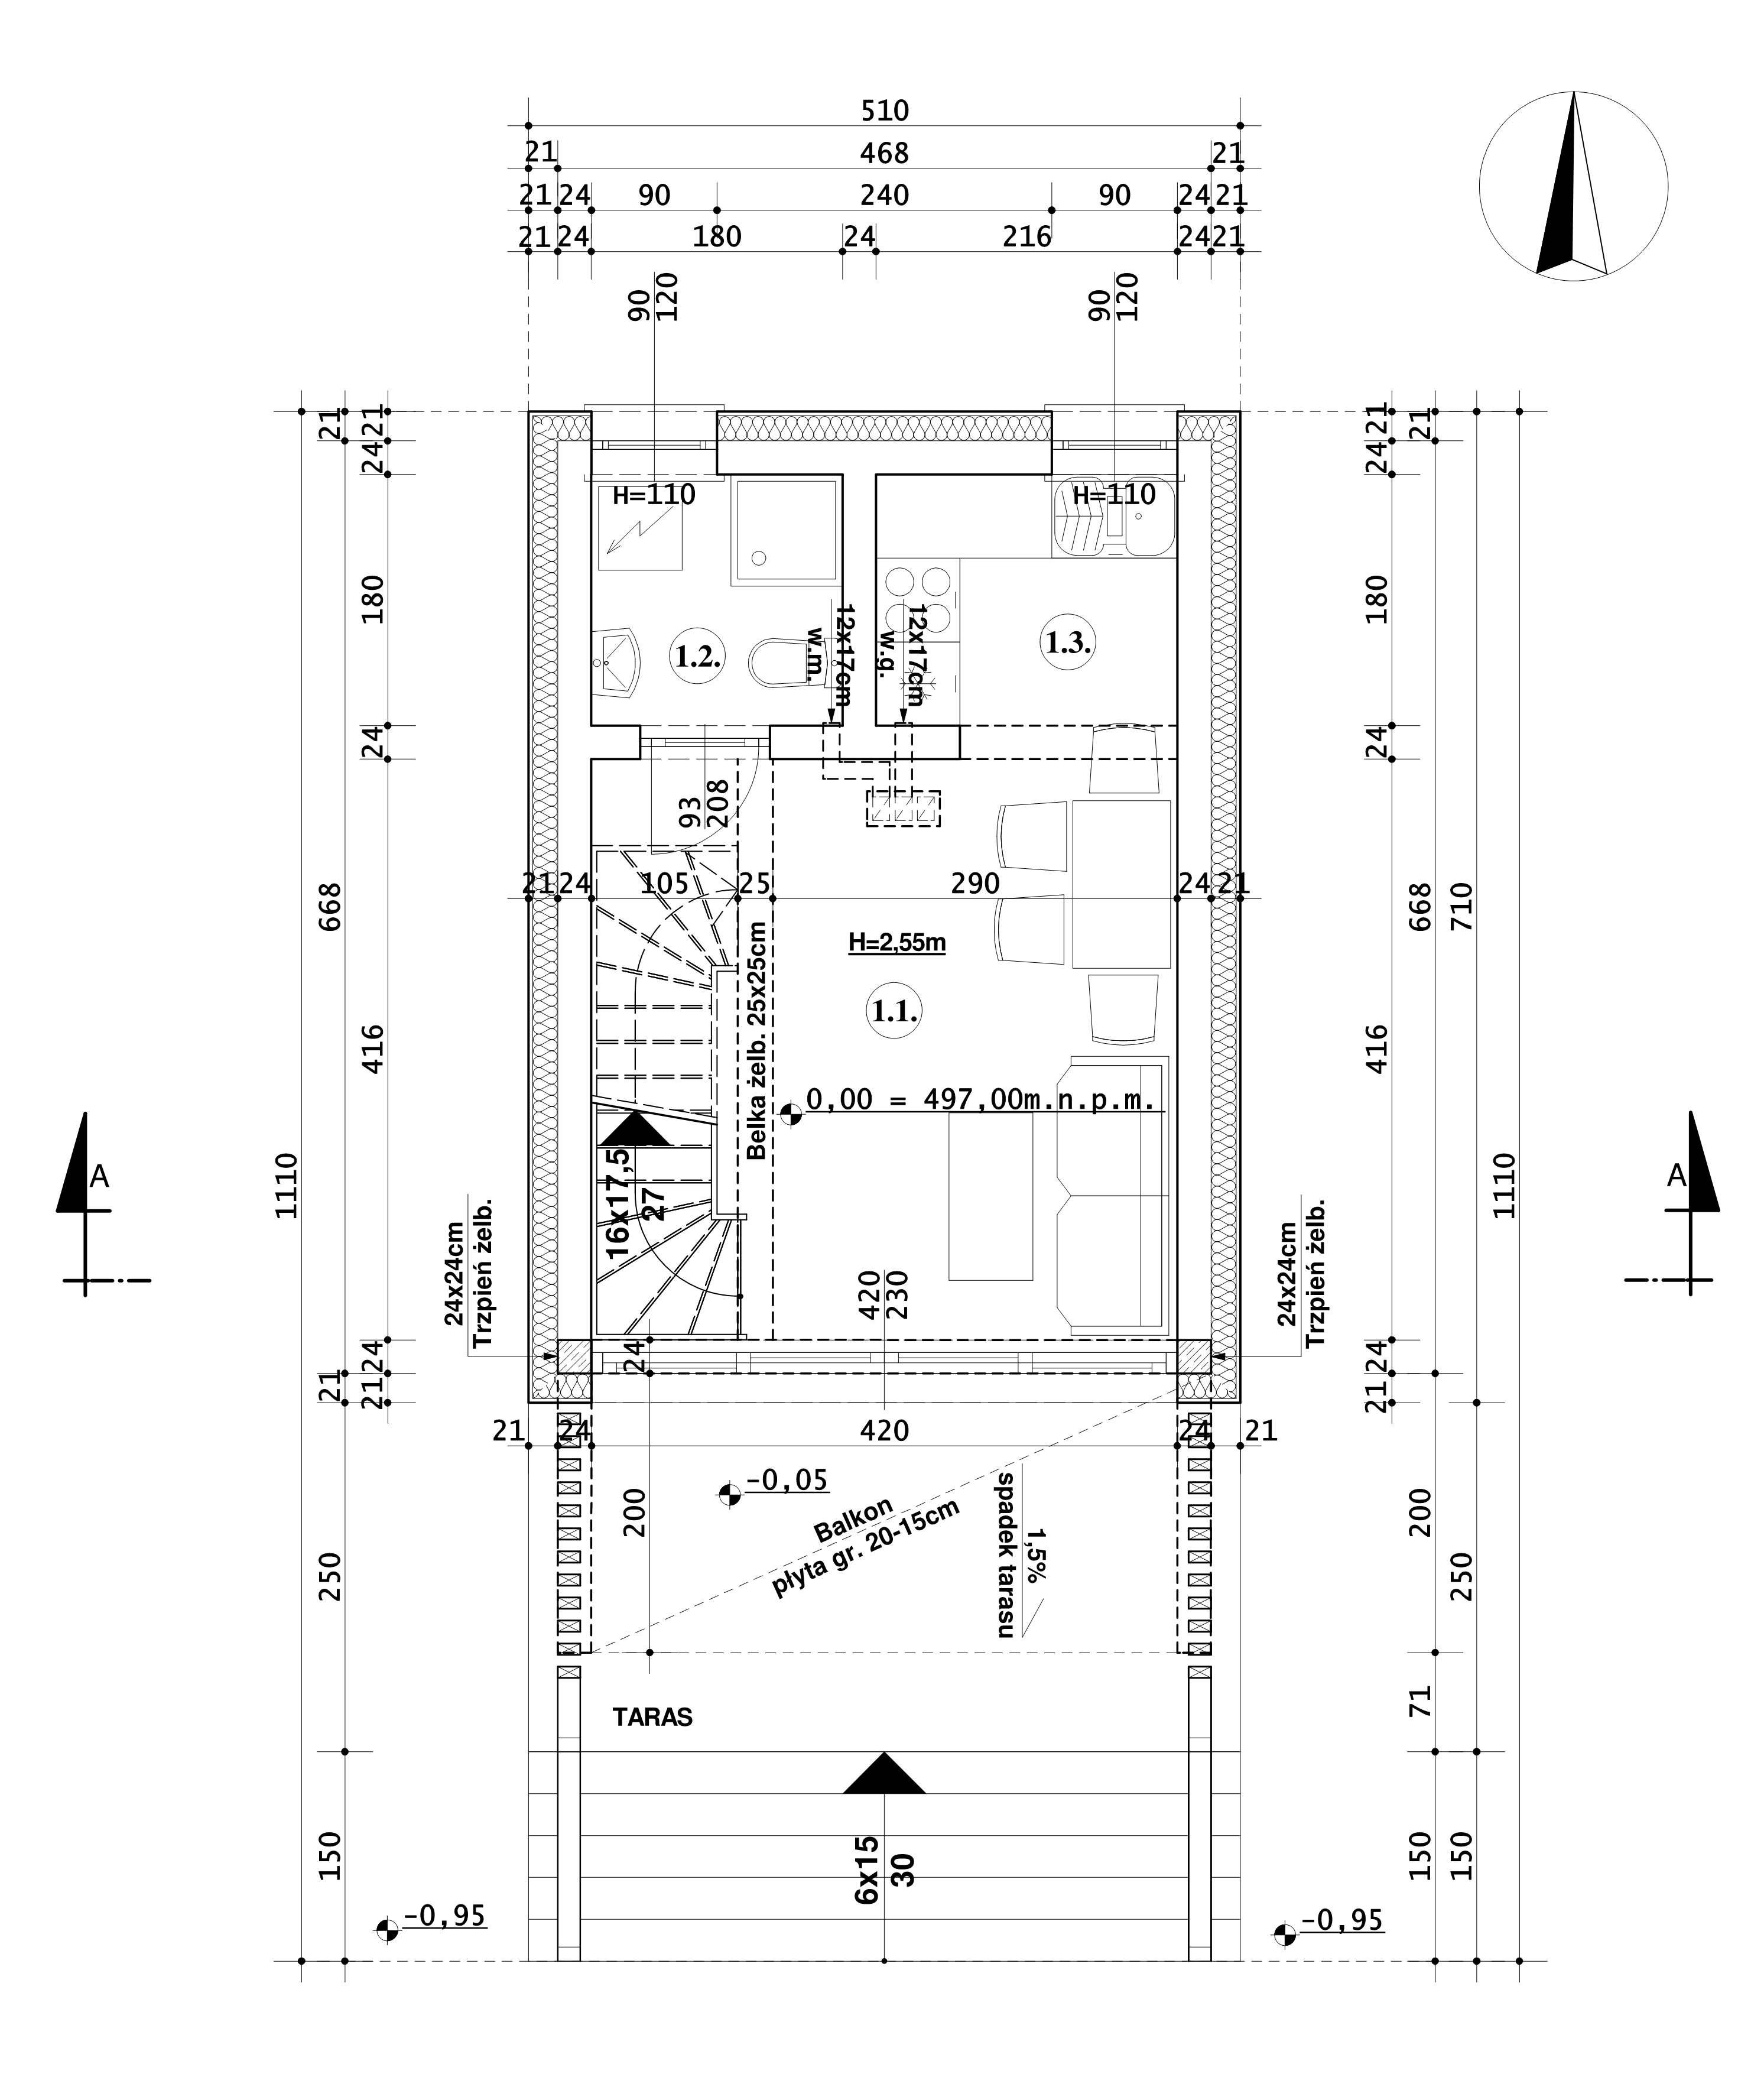 510
21 468 21
21 24 90 240 90 24 21
21 24 180 24 216 24 21
90
120
90
120
21
21
24
180
24
668
416
1110
24
21
21
250
150
21
24
21
180
24
668
710
416
1110
24
21
200
250
71
150
150
H=110
H=110
1.2.
1.3.
12x17cm
w.m.
12x17cm
w.g.
93
208
21 24 105 25 290 24 21
H=2,55m
1.1.
Belka żelb. 25x25cm
0,00 = 497,00m.n.p.m.
16x17,5
27
420
230
24
A
A
24x24cm
Trzpień żelb.
24x24cm
Trzpień żelb.
21 24 420 24 21
-0,05
200
Balkon
płyta gr. 20-15cm
1,5%
spadek tarasu
TARAS
6x15
30
-0,95
-0,95